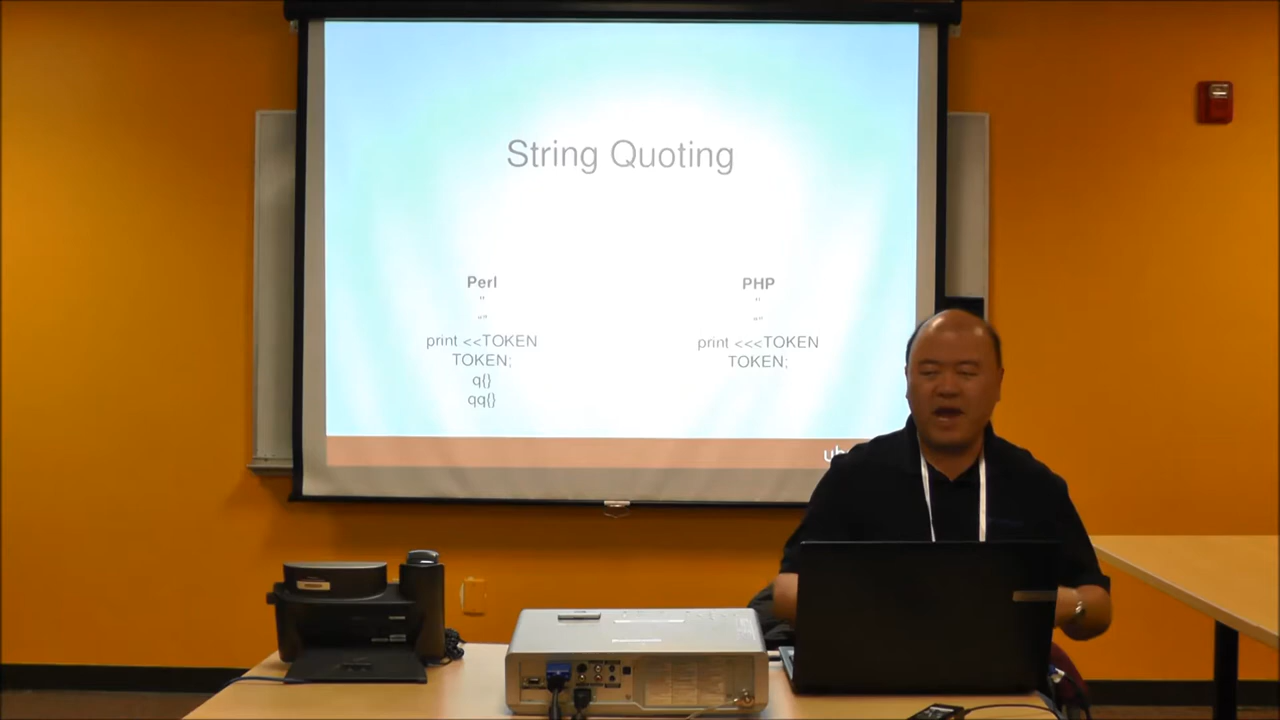 String Quoting
Perl
''
“”
print <<TOKEN
TOKEN;
q{}
qq{}
PHP
''
“”
print <<<TOKEN
TOKEN;